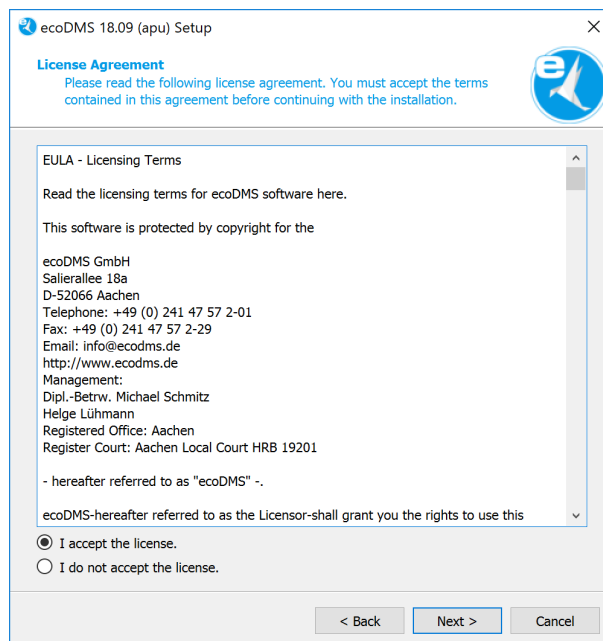 ecoDMS 18.09 (apu) Setup
License Agreement
Please read the following license agreement. You must accept the terms
contained in this agreement before continuing with the installation.
e
EULA - Licensing Terms
Read the licensing terms for ecoDMS software here.
This software is protected by copyright for the
ecoDMS GmbH
Salierallee 18a
D-52066 Aachen
Telephone: +49 (0) 241 47 57 2-01
Fax: +49 (0) 241 47 57 2-29
Email: info@ecodms.de
http://www.ecodms.de
Management:
Dipl.-Betrw. Michael Schmitz
Helge Lühmann
Registered Office: Aachen
Register Court: Aachen Local Court HRB 19201
- hereafter referred to as "ecoDMS" -.
ecoDMS-hereafter referred to as the Licensor-shall grant you the rights to use this
I accept the license.
I do not accept the license.
< Back
Next >
Cancel